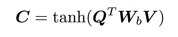 C = tanh(Q^T W_b V)